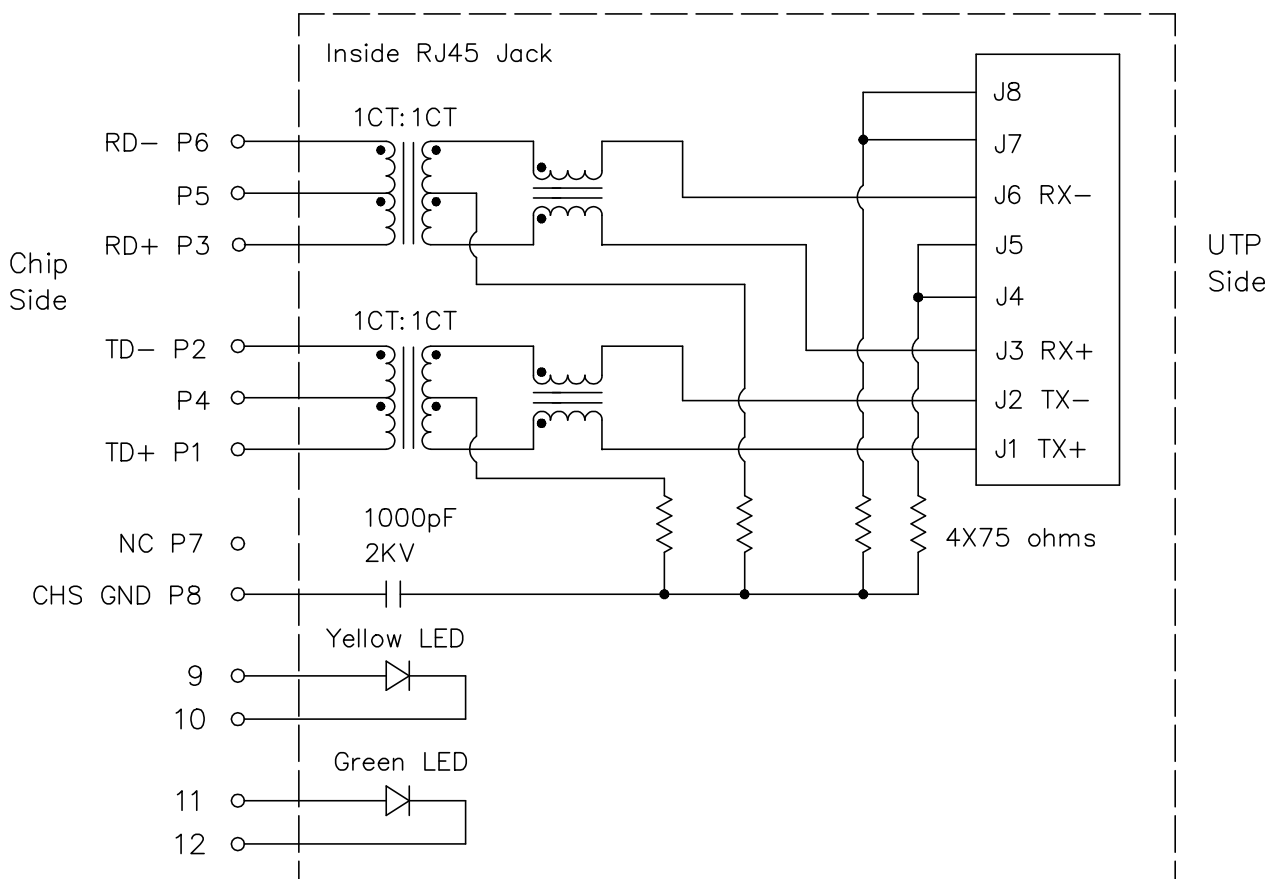 Inside RJ45 Jack
1CT:1CT
RD- P6
P5
RD+ P3
Chip
Side
1CT:1CT
TD- P2
P4
TD+ P1
J8
J7
J6 RX-
J5
J4
J3 RX+
J2 TX-
J1 TX+
UTP
Side
1000pF
2KV
4X75 ohms
NC P7
CHS GND P8
Yellow LED
9
10
Green LED
11
12